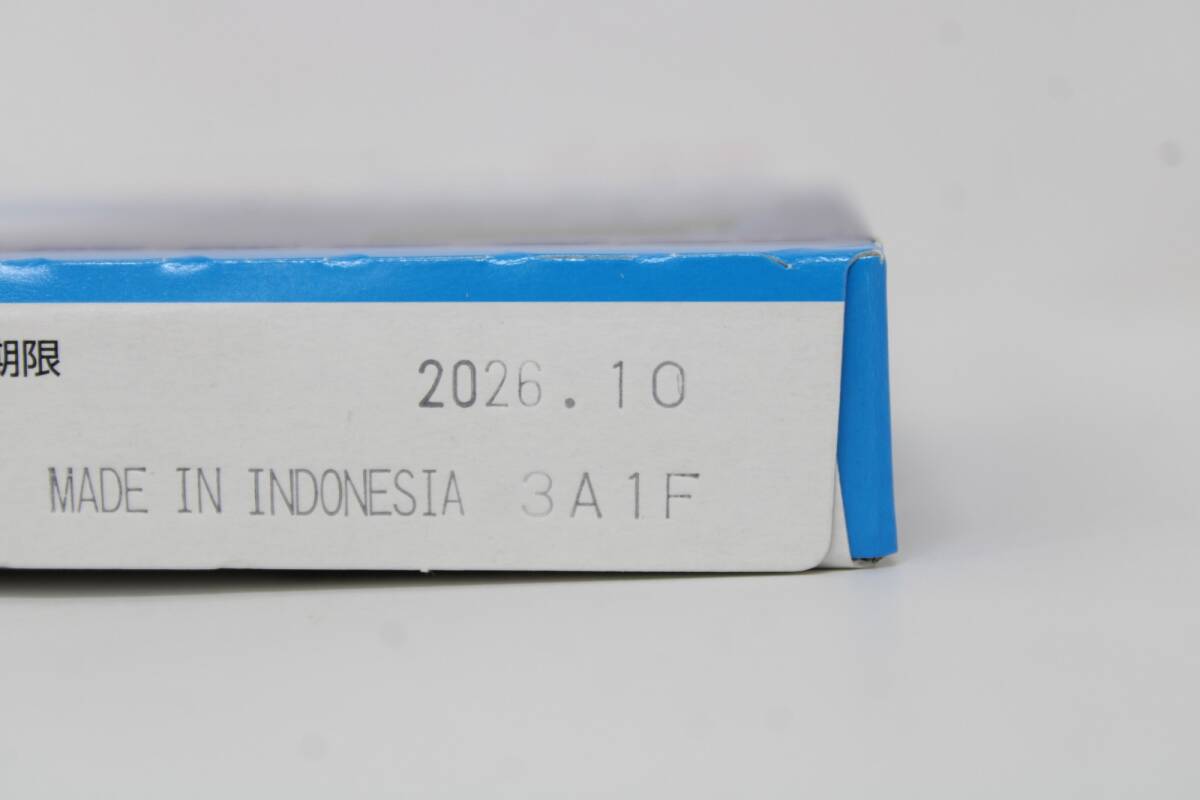 期限 2026.10
MADE IN INDONESIA 3A1F